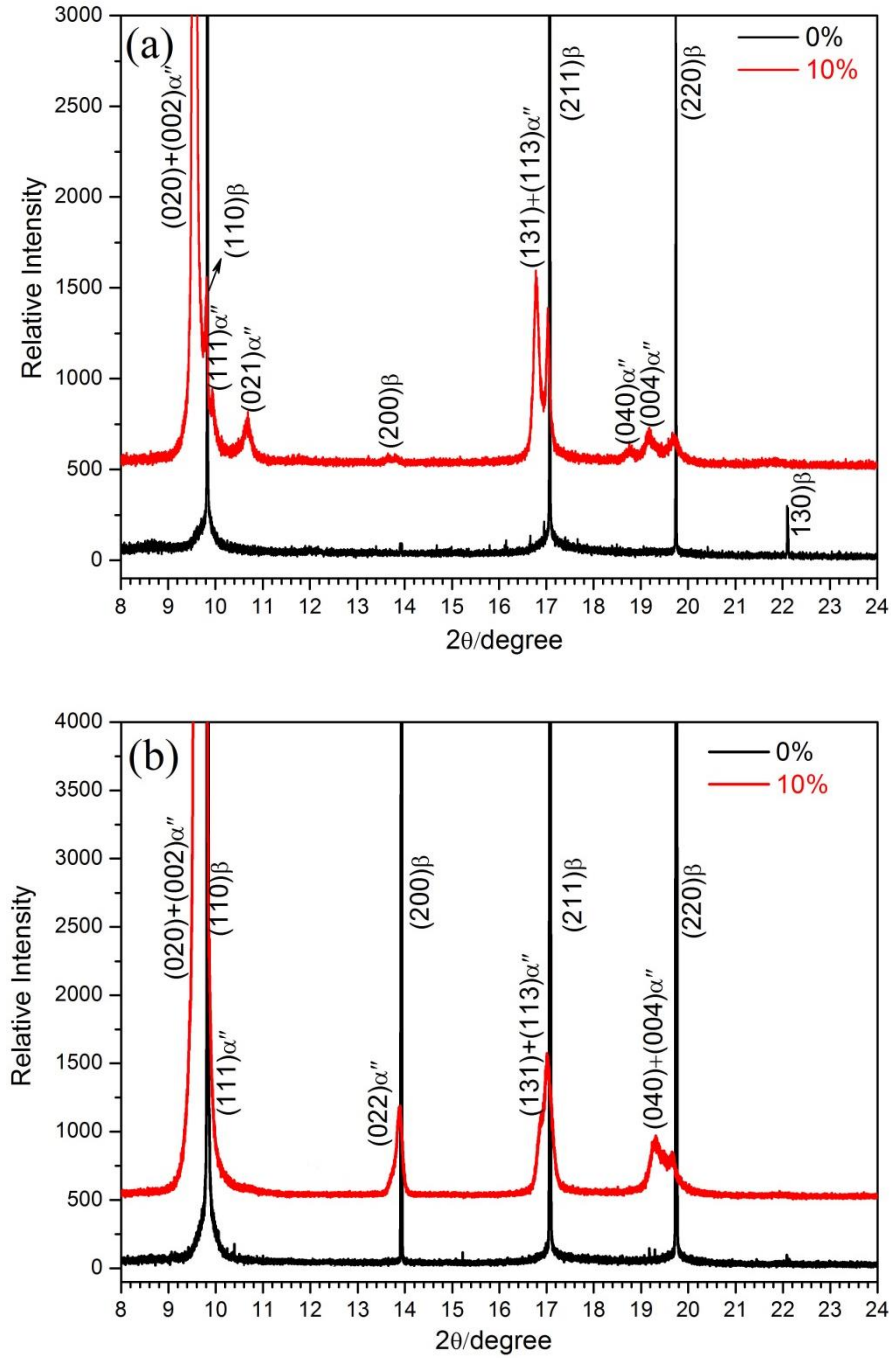 (a)
0%
10%
3000
2500
2000
1500
1000
500
0
Relative Intensity
(020)+(002)α″
(110)β
(111)α″
(021)α″
(200)β
(131)+(113)α″
(211)β
(040)α″
(004)α″
(220)β
130)β
8 9 10 11 12 13 14 15 16 17 18 19 20 21 22 23 24
2θ/degree
(b)
0%
10%
4000
3500
3000
2500
2000
1500
1000
500
0
Relative Intensity
(020)+(002)α″
(110)β
(111)α″
(022)α″
(200)β
(131)+(113)α″
(211)β
(040)+(004)α″
(220)β
8 9 10 11 12 13 14 15 16 17 18 19 20 21 22 23 24
2θ/degree